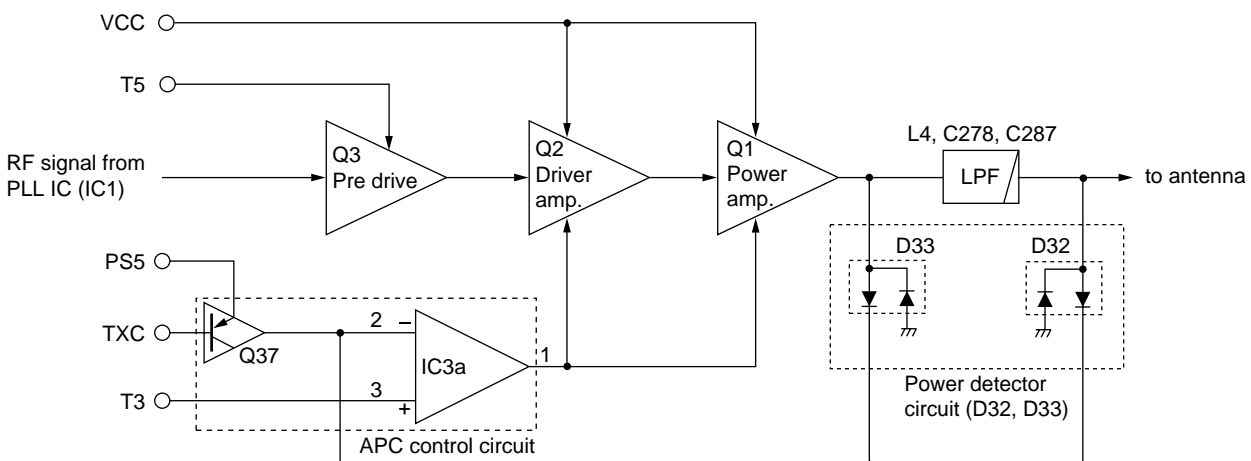 VCC
T5
L4, C278, C287
RF signal from
PLL IC (IC1)
Q3
Pre drive
Q2
Driver
amp.
Q1
Power
amp.
LPF
to antenna
PS5
D33
D32
TXC
Q37
2
–
IC3a
1
T3
3
+
APC control circuit
Power detector
circuit (D32, D33)